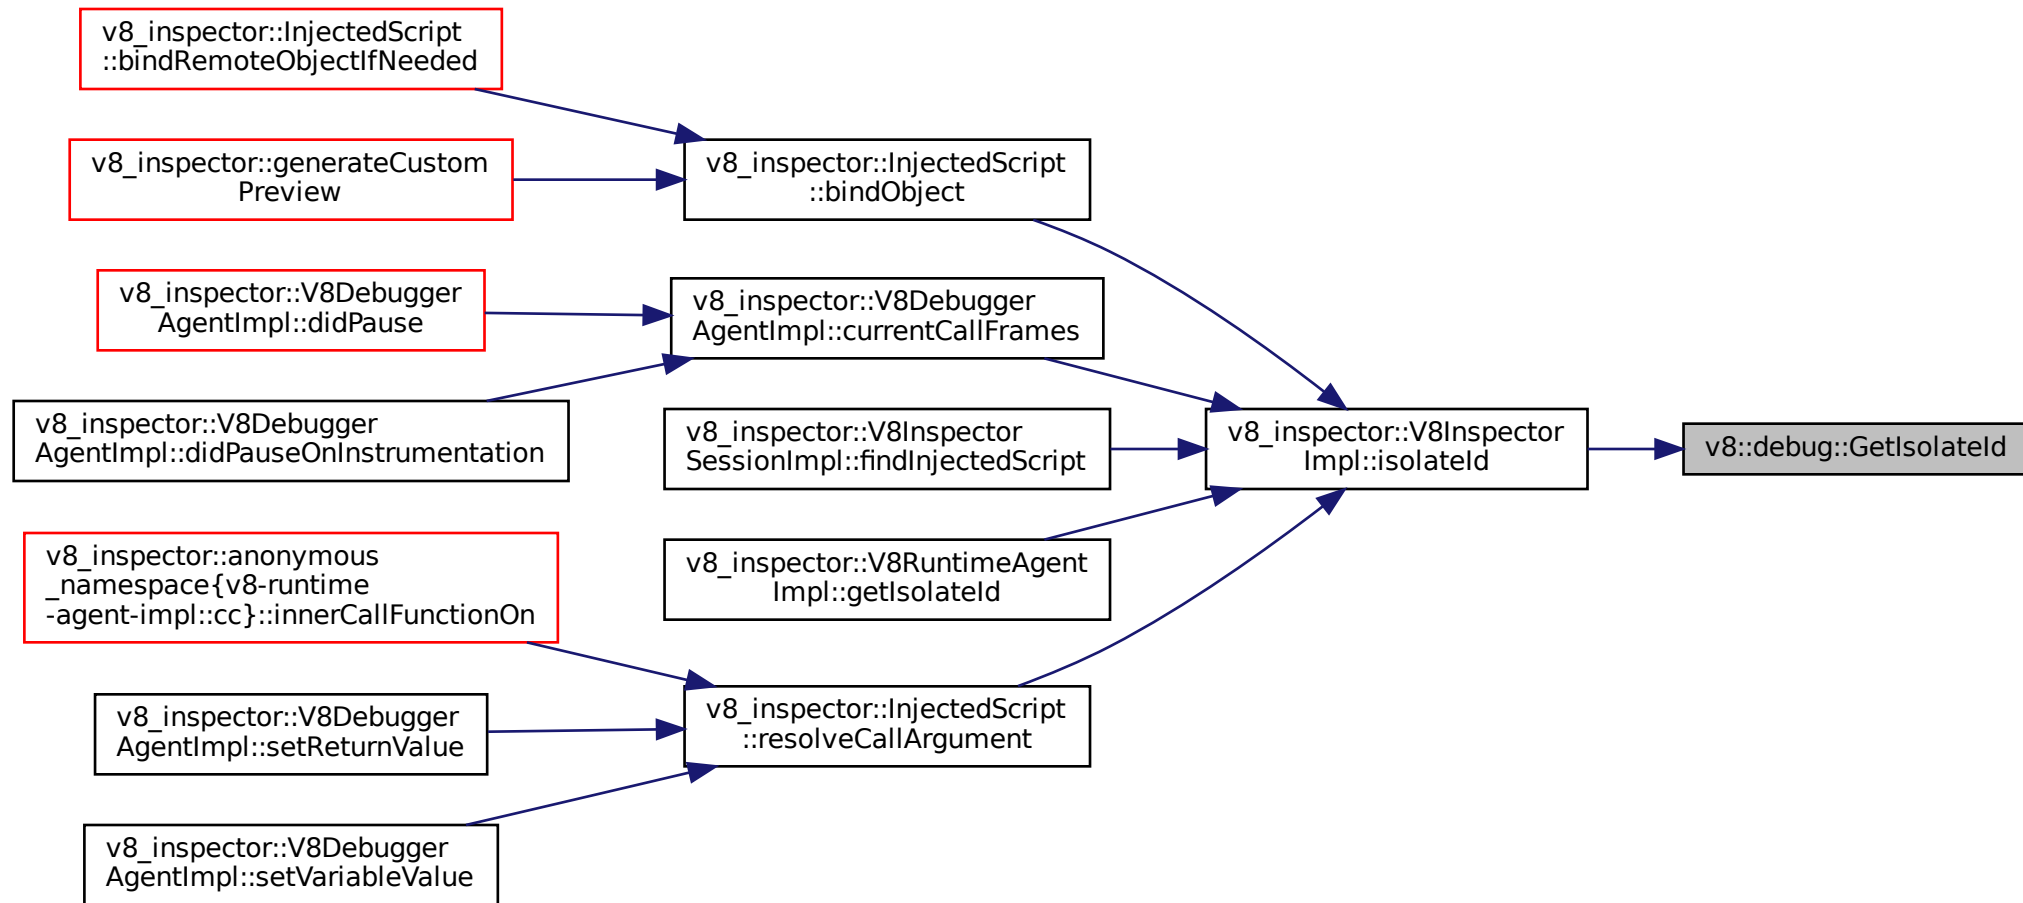 v8_inspector::InjectedScript
::bindRemoteObjectIfNeeded
v8_inspector::generateCustom
Preview
v8_inspector::V8Debugger
AgentImpl::didPause
v8_inspector::V8Debugger
AgentImpl::didPauseOnInstrumentation
v8_inspector::anonymous
_namespace{v8-runtime
-agent-impl::cc}::innerCallFunctionOn
v8_inspector::V8Debugger
AgentImpl::setReturnValue
v8_inspector::V8Debugger
AgentImpl::setVariableValue
v8_inspector::InjectedScript
::bindObject
v8_inspector::V8Debugger
AgentImpl::currentCallFrames
v8_inspector::V8Inspector
SessionImpl::findInjectedScript
v8_inspector::V8RuntimeAgent
Impl::getIsolateId
v8_inspector::InjectedScript
::resolveCallArgument
v8_inspector::V8Inspector
Impl::isolateId
v8::debug::GetIsolateId